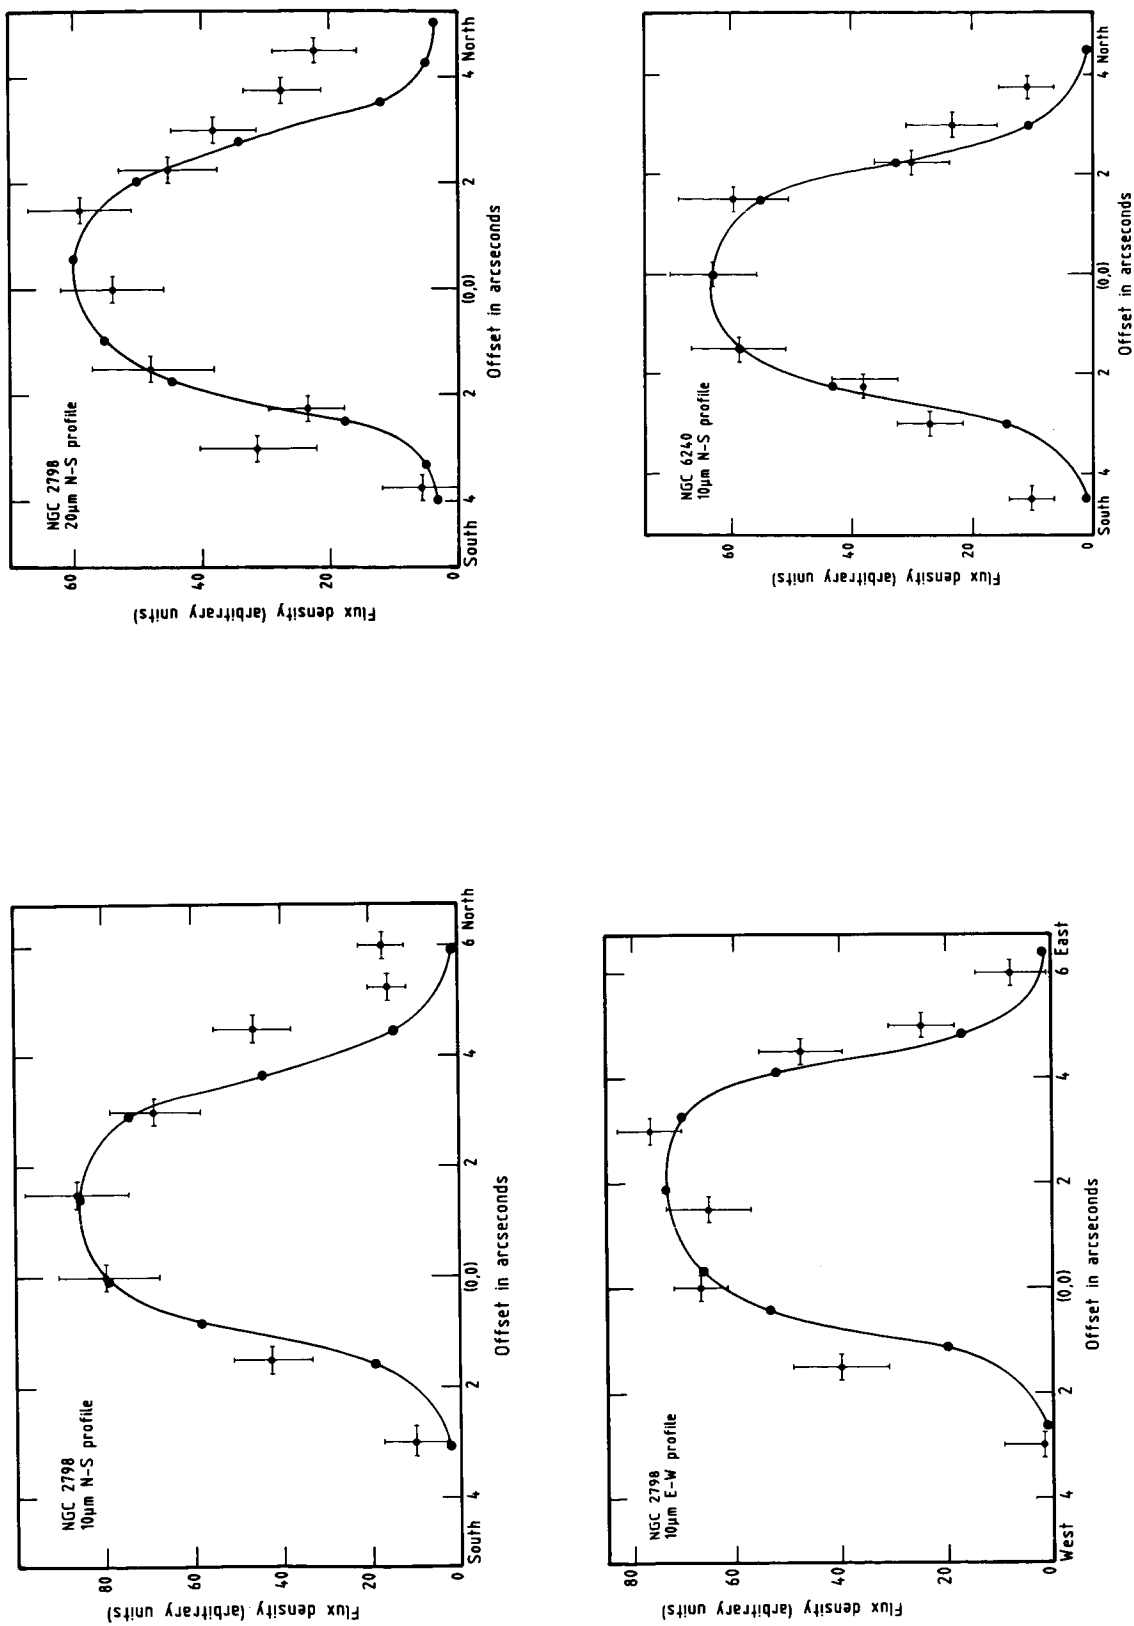 NGC 2798
10µm N-S profile
Flux density (arbitrary units)
80
60
40
20
0
South 4 2 (0,0) 2 4 6 North
Offset in arcseconds
NGC 2798
20µm N-S profile
Flux density (arbitrary units)
60
40
20
0
South 4 2 (0,0) 2 4 North
Offset in arcseconds
NGC 2798
10µm E-W profile
Flux density (arbitrary units)
80
60
40
20
0
West 4 2 (0,0) 2 4 6 East
Offset in arcseconds
NGC 6240
10µm N-S profile
Flux density (arbitrary units)
60
40
20
0
South 4 2 (0,0) 2 4 North
Offset in arcseconds